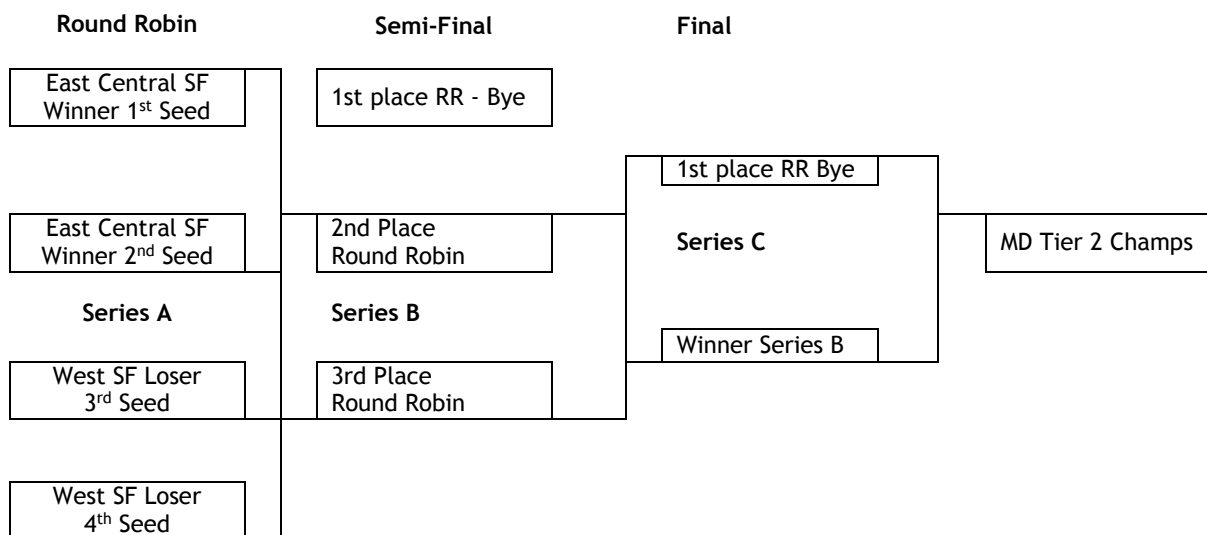 Round Robin
Semi-Final
Final
East Central SF
Winner 1st Seed
1st place RR - Bye
1st place RR Bye
East Central SF
Winner 2nd Seed
2nd Place
Round Robin
Series C
MD Tier 2 Champs
Series A
Series B
Winner Series B
West SF Loser
3rd Seed
3rd Place
Round Robin
West SF Loser
4th Seed